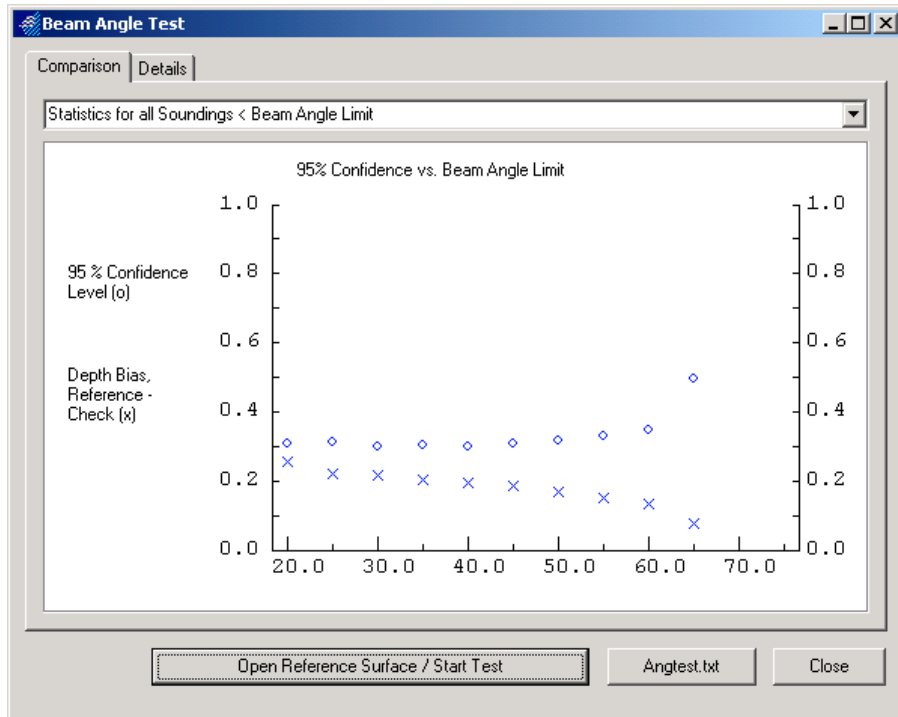 Beam Angle Test
Comparison
Details
Statistics for all Soundings < Beam Angle Limit
95% Confidence vs. Beam Angle Limit
95 % Confidence
Level (o)
Depth Bias,
Reference -
Check (x)
1.0
0.8
0.6
0.4
0.2
0.0
1.0
0.8
0.6
0.4
0.2
0.0
20.0 30.0 40.0 50.0 60.0 70.0
Open Reference Surface / Start Test
Angtest.txt
Close